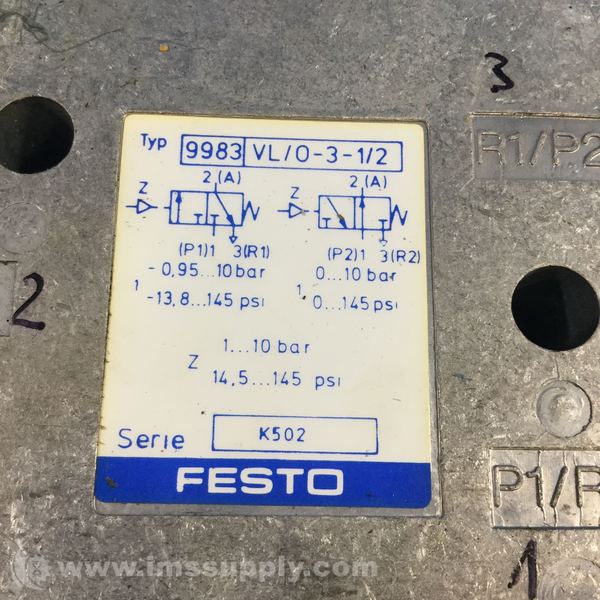 3
R1/P2
Typ 9983 VL/O-3-1/2
2 (A) 2 (A)
Z Z
(P1)1 3(R1) (P2)1 3(R2)
1 -0,95...10 bar 1 0...10 bar
-13,8...145 psi 0...145 psi
2
Z 1...10 bar
14,5...145 psi
Serie K502
FESTO
P1/R
1
www.imssupply.com